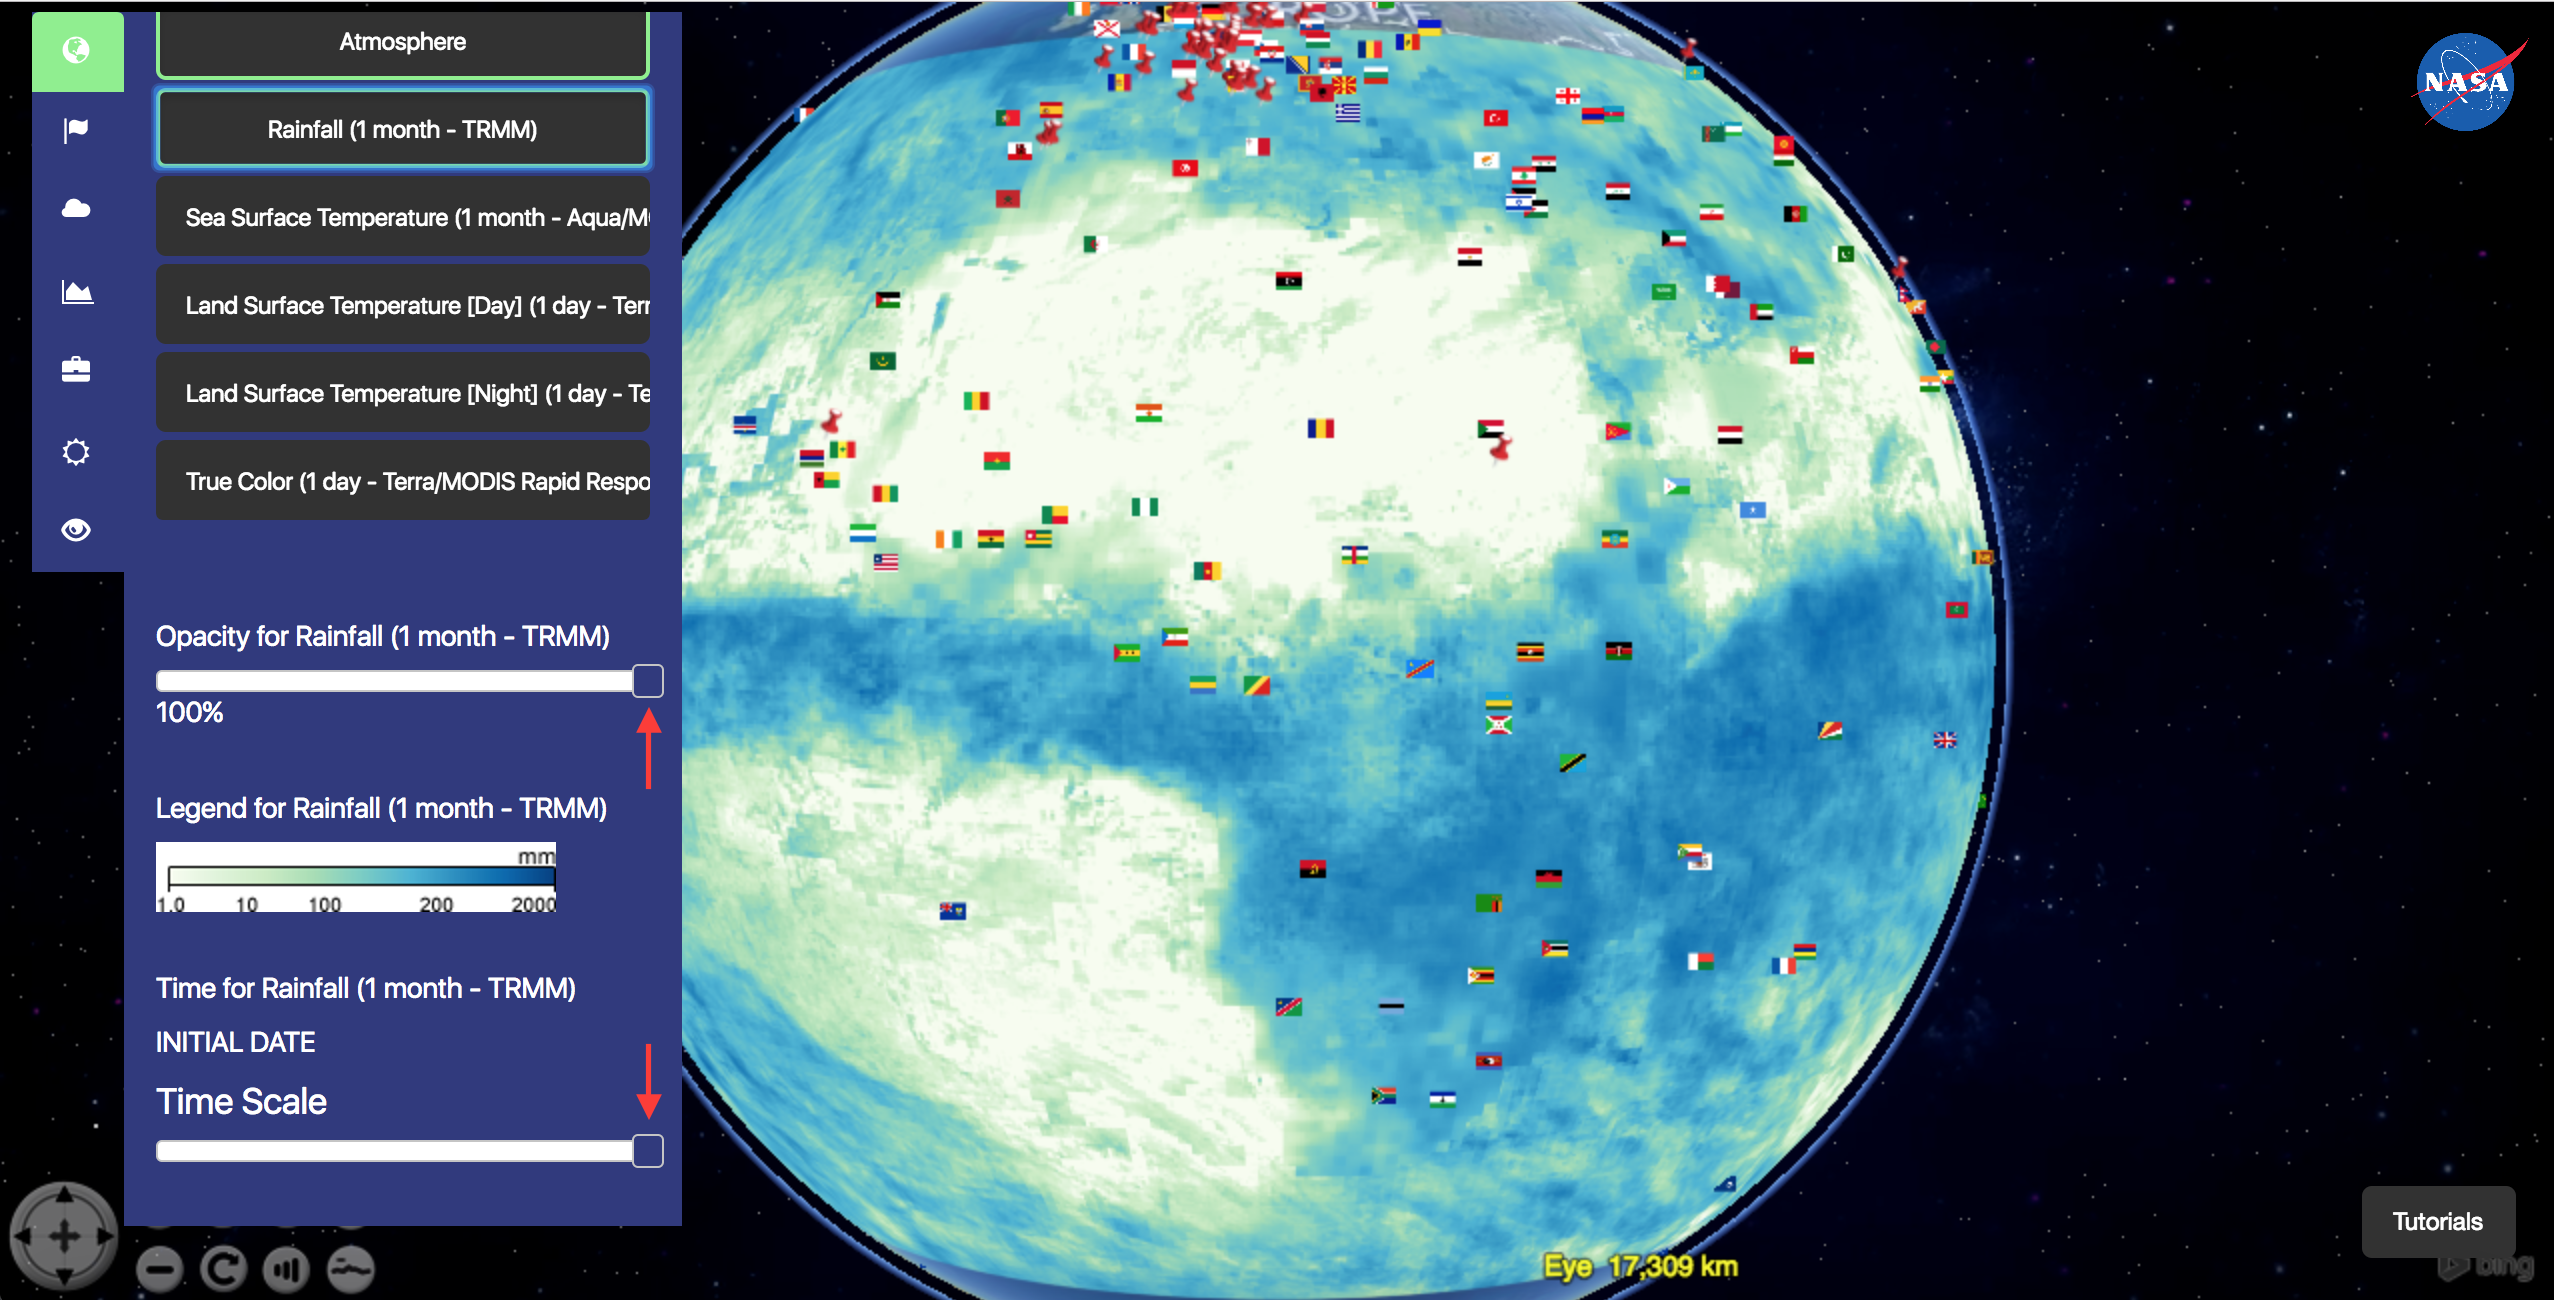 Atmosphere
Rainfall (1 month - TRMM)
Sea Surface Temperature (1 month - Aqua/M
Land Surface Temperature [Day] (1 day - Terr
Land Surface Temperature [Night] (1 day - Te
True Color (1 day - Terra/MODIS Rapid Respo
Opacity for Rainfall (1 month - TRMM)
100%
Legend for Rainfall (1 month - TRMM)
mm
1.0 10 100 200 2000
Time for Rainfall (1 month - TRMM)
INITIAL DATE
Time Scale
NASA
Eye 17,309 km
Tutorials
bing